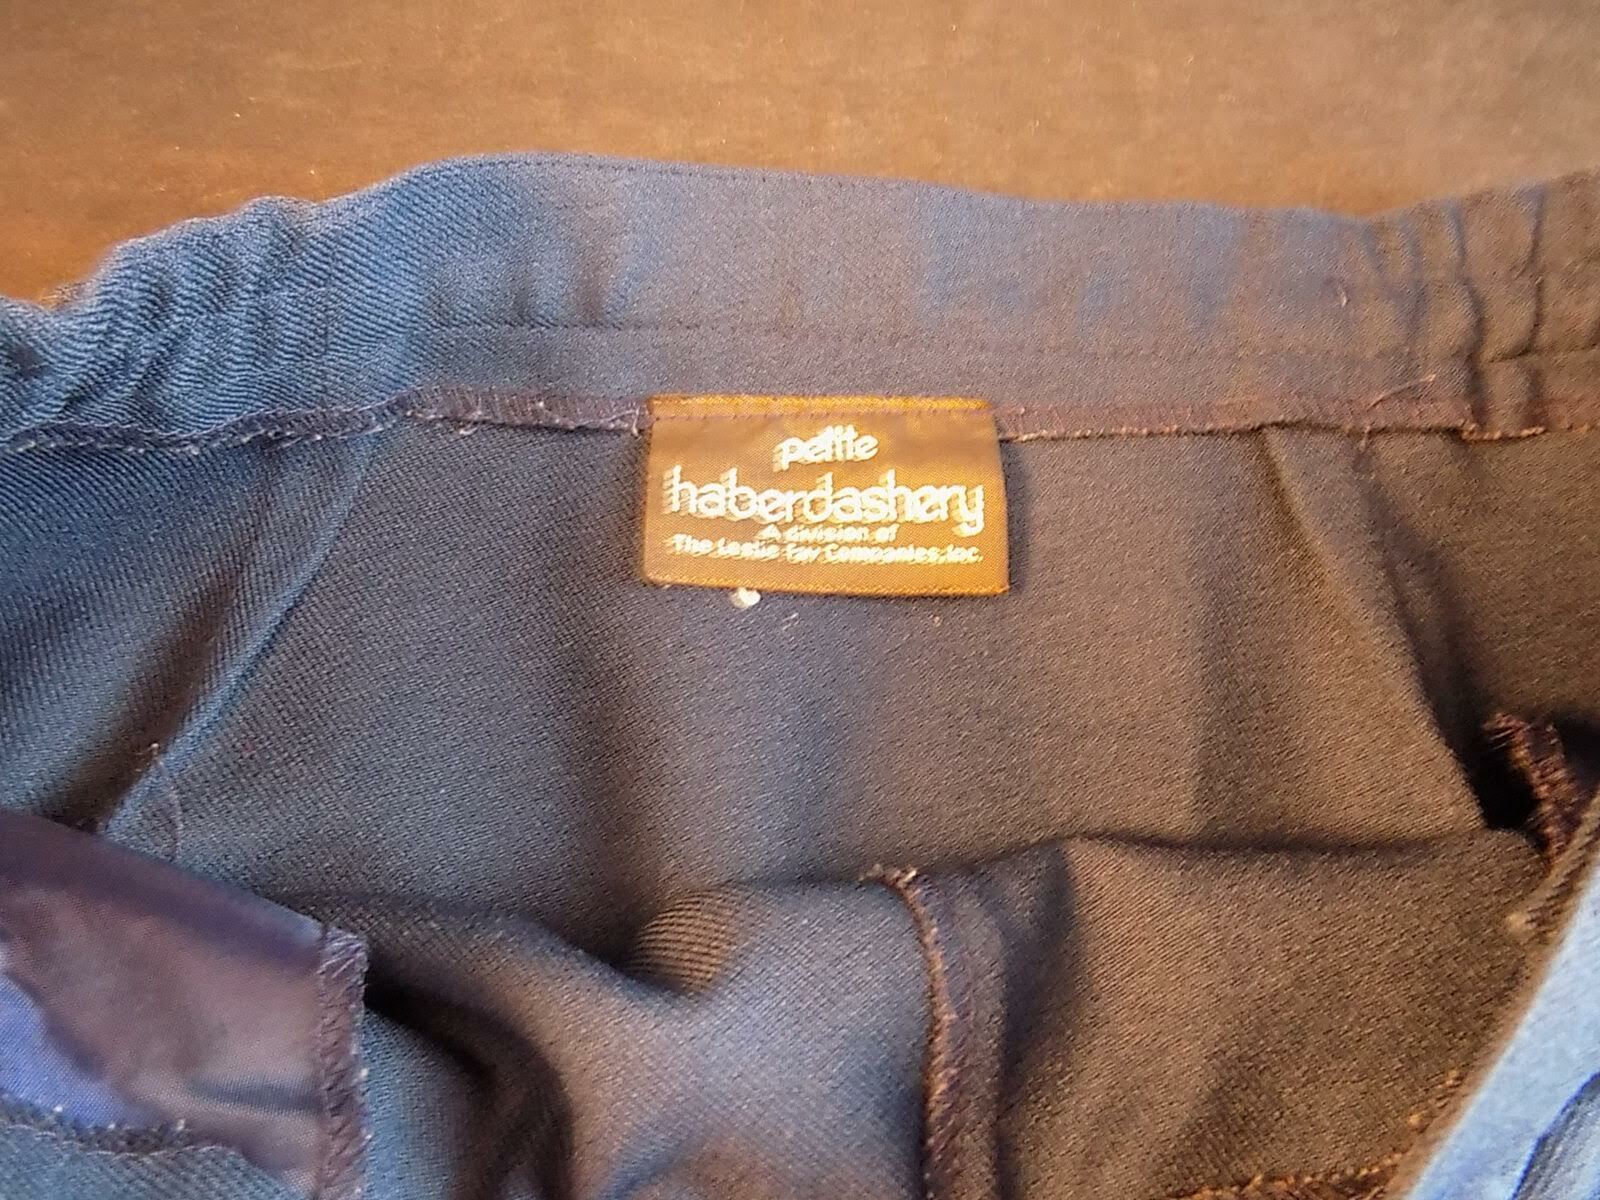 petite
haberdashery
A division of
The Leslie Fay Companies, Inc.